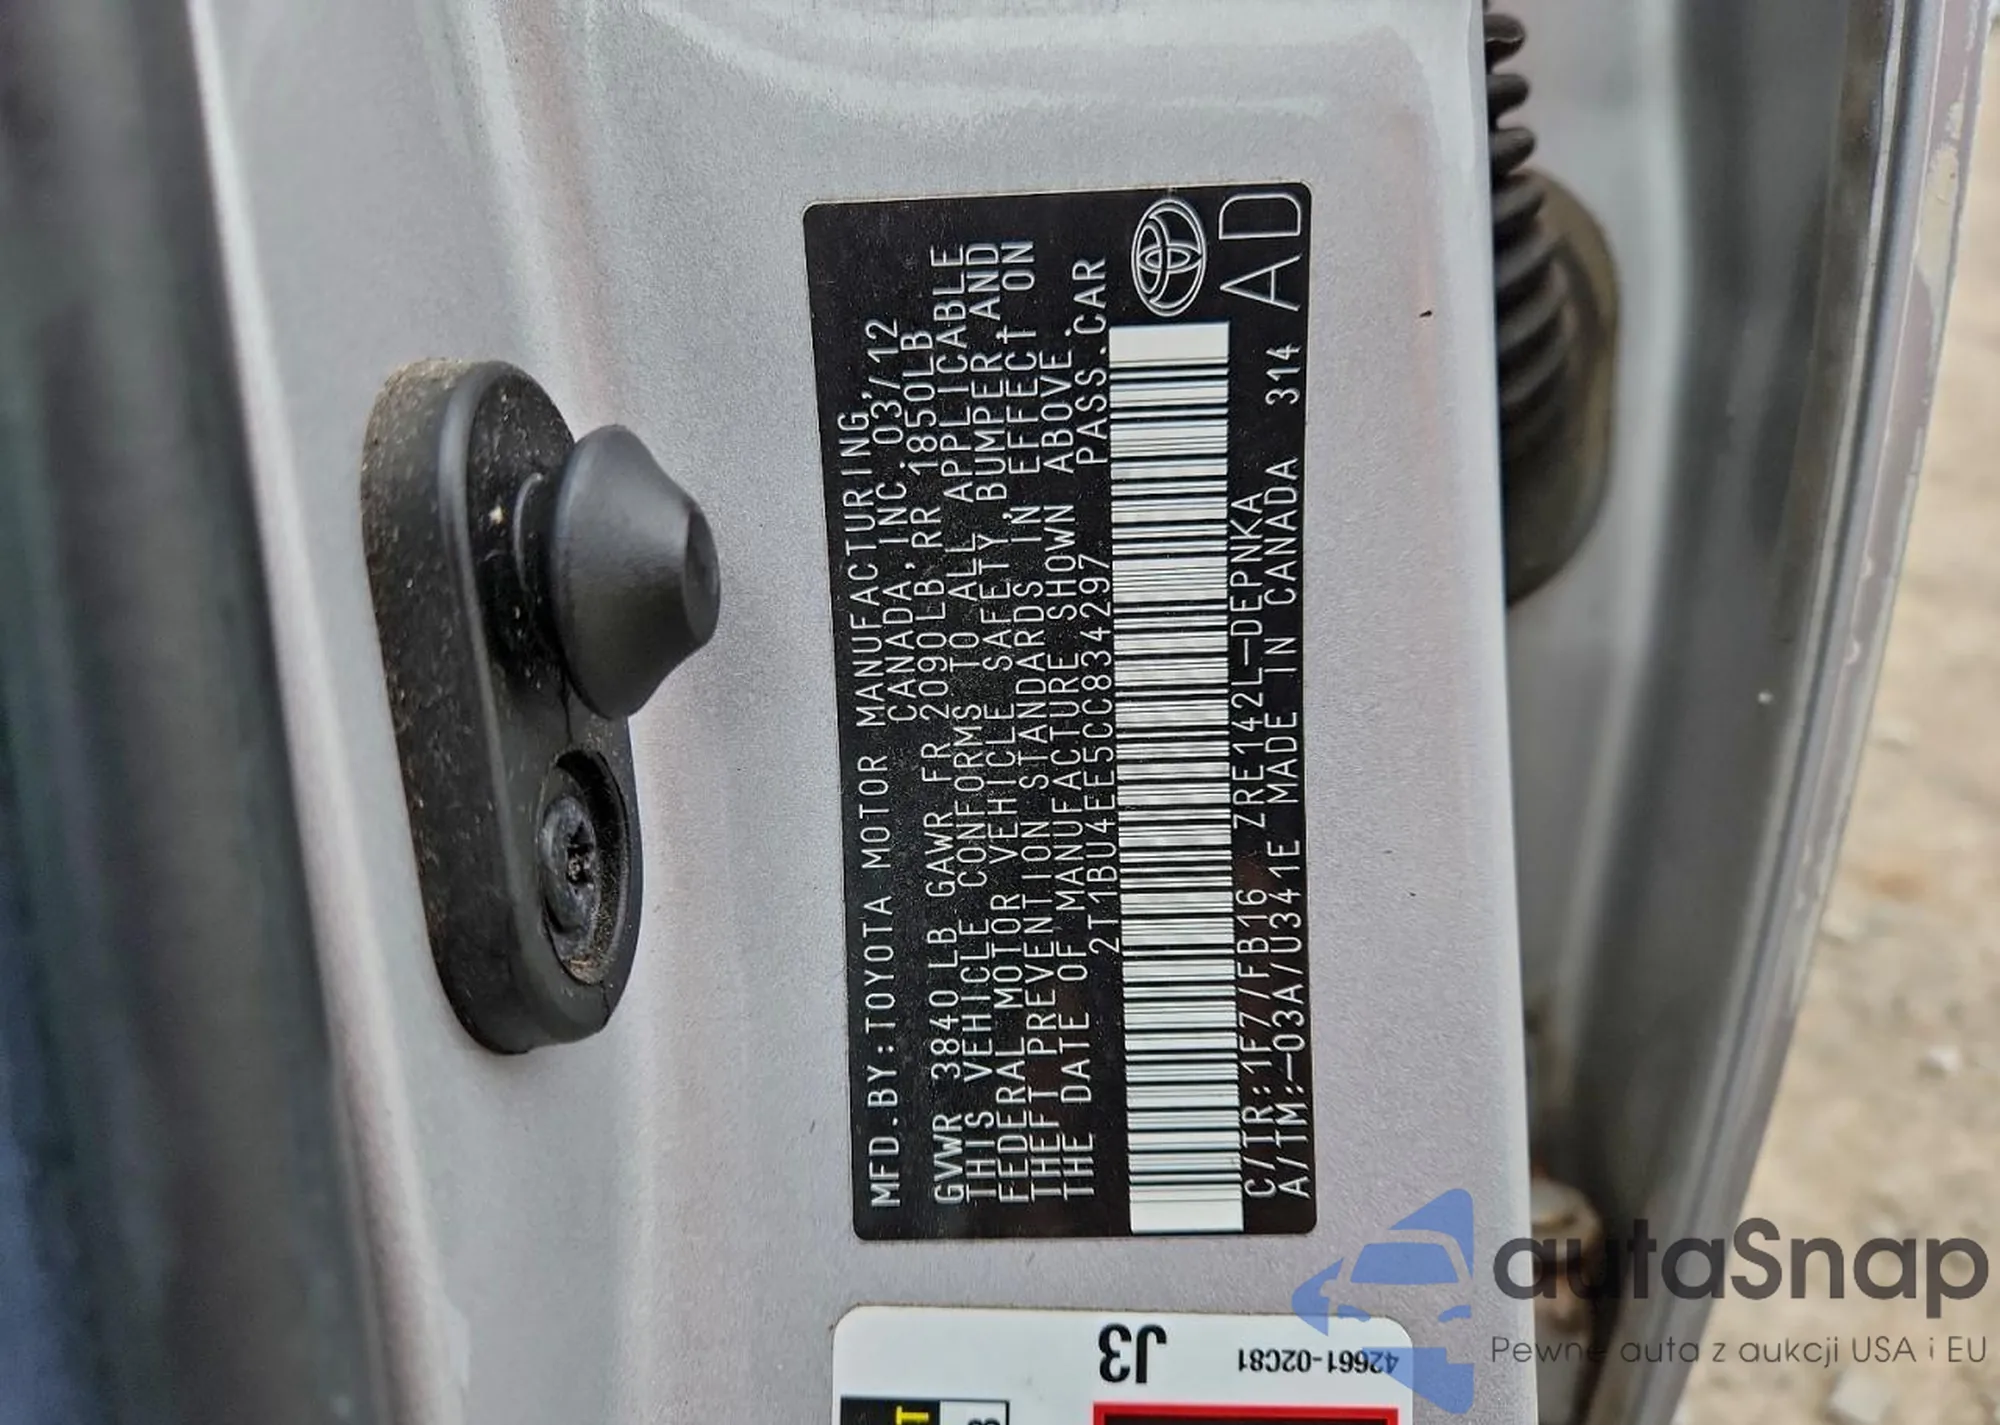 MFD.BY:TOYOTA MOTOR MANUFACTURING
CANADA,INC. 03/12
GVWR 3840LB GAWR FR 2090LB,RR 1850LB
THIS VEHICLE CONFORMS TO ALL APPLICABLE
FEDERAL MOTOR VEHICLE SAFETY, BUMPER, AND
THEFT PREVENTION STANDARDS IN EFFECT ON
THE DATE OF MANUFACTURE SHOWN ABOVE.
2T1BU4EE5CC834297 PASS.CAR
C/TR:1F7/FB16 ZRE142L-DEPNKA
A/TM:-03A/U341E MADE IN CANADA 314
AD
J3
42661-02C81
autaSnap
Pewne auta z aukcji USA i EU